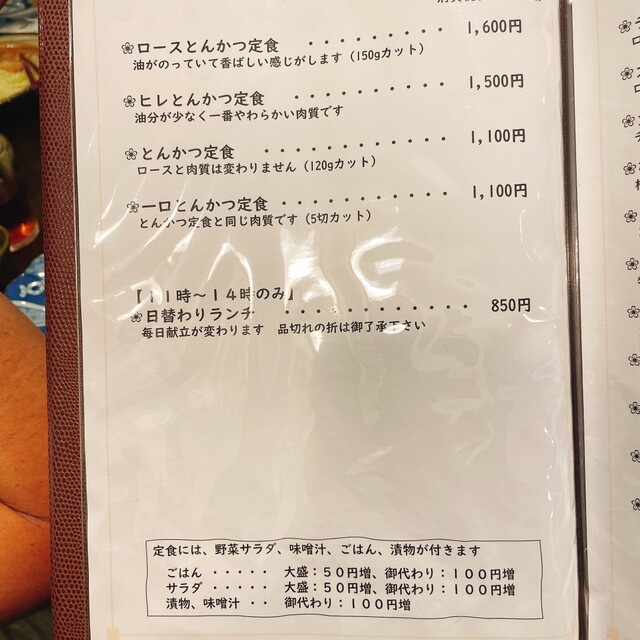 ❀ロースとんかつ定食 ・・・・・・・・・・ 1,600円
油がのっていて香ばしい感じがします（150gカット）
❀ヒレとんかつ定食 ・・・・・・・・・・・ 1,500円
油分が少なく一番やわらかい肉質です
❀とんかつ定食 ・・・・・・・・・・・・ 1,100円
ロースと肉質は変わりません（120gカット）
❀一口とんかつ定食 ・・・・・・・・・・・ 1,100円
とんかつ定食と同じ肉質です（5切カット）
【１１時～１４時のみ】
❀日替わりランチ ・・・・・・・・・・・・ 850円
毎日献立が変わります 品切れの折は御了承下さい
定食には、野菜サラダ、味噌汁、ごはん、漬物が付きます
ごはん ・・・・・ 大盛：５０円増、御代わり：１００円増
サラダ ・・・・・ 大盛：５０円増、御代わり：１００円増
漬物、味噌汁 ・・ 御代わり：１００円増